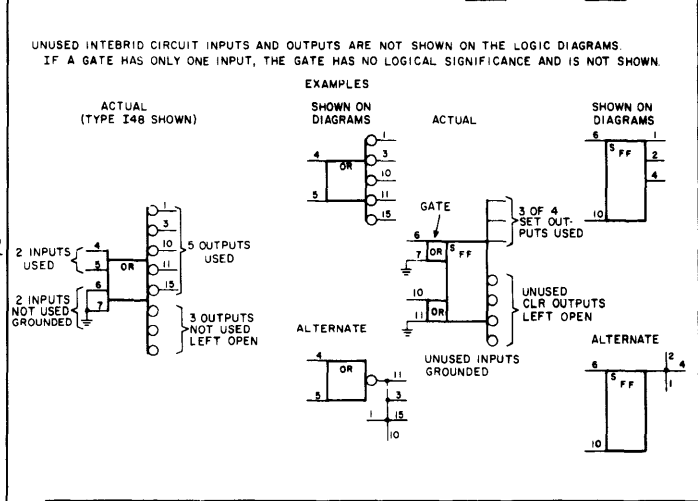 UNUSED INTEBRID CIRCUIT INPUTS AND OUTPUTS ARE NOT SHOWN ON THE LOGIC DIAGRAMS.
IF A GATE HAS ONLY ONE INPUT, THE GATE HAS NO LOGICAL SIGNIFICANCE AND IS NOT SHOWN.
EXAMPLES
ACTUAL
(TYPE I48 SHOWN)
2 INPUTS
USED
2 INPUTS
NOT USED
GROUNDED
4
5
6
7
OR
1
3
10
11
15
5 OUTPUTS
USED
3 OUTPUTS
NOT USED
LEFT OPEN
SHOWN ON
DIAGRAMS
4
5
OR
1
3
10
11
15
ALTERNATE
4
5
OR
11
3
1
15
10
ACTUAL
GATE
6
7
OR
S
FF
10
11
OR
3 OF 4
SET OUT-
PUTS USED
UNUSED
CLR OUTPUTS
LEFT OPEN
UNUSED INPUTS
GROUNDED
SHOWN ON
DIAGRAMS
6
S
FF
10
1
2
4
ALTERNATE
6
S
FF
10
2
4
1